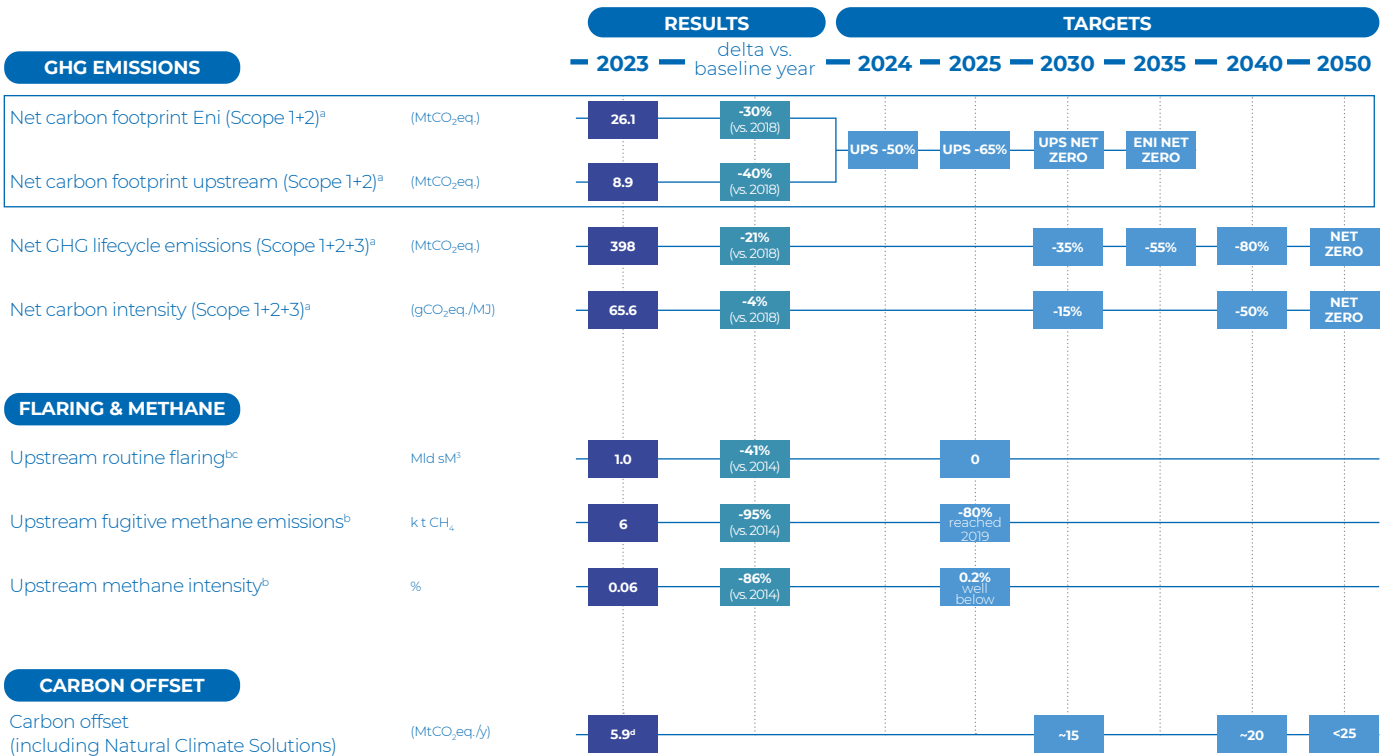 RESULTS
TARGETS
GHG EMISSIONS
2023
delta vs.
baseline year
2024
2025
2030
2035
2040
2050
Net carbon footprint Eni (Scope 1+2)ᵃ
(MtCO₂eq.)
26.1
-30%
(vs. 2018)
UPS -50%
UPS -65%
UPS NET
ZERO
ENI NET
ZERO
Net carbon footprint upstream (Scope 1+2)ᵃ
(MtCO₂eq.)
8.9
-40%
(vs. 2018)
Net GHG lifecycle emissions (Scope 1+2+3)ᵃ
(MtCO₂eq.)
398
-21%
(vs. 2018)
-35%
-55%
-80%
NET
ZERO
Net carbon intensity (Scope 1+2+3)ᵃ
(gCO₂eq./MJ)
65.6
-4%
(vs. 2018)
-15%
-50%
NET
ZERO
FLARING & METHANE
Upstream routine flaringᵇᶜ
Mld sM³
1.0
-41%
(vs. 2014)
0
Upstream fugitive methane emissionsᵇ
k t CH₄
6
-95%
(vs. 2014)
-80%
reached
2019
Upstream methane intensityᵇ
%
0.06
-86%
(vs. 2014)
0.2%
well
below
CARBON OFFSET
Carbon offset
(including Natural Climate Solutions)
(MtCO₂eq./y)
5.9ᵈ
~15
~20
<25